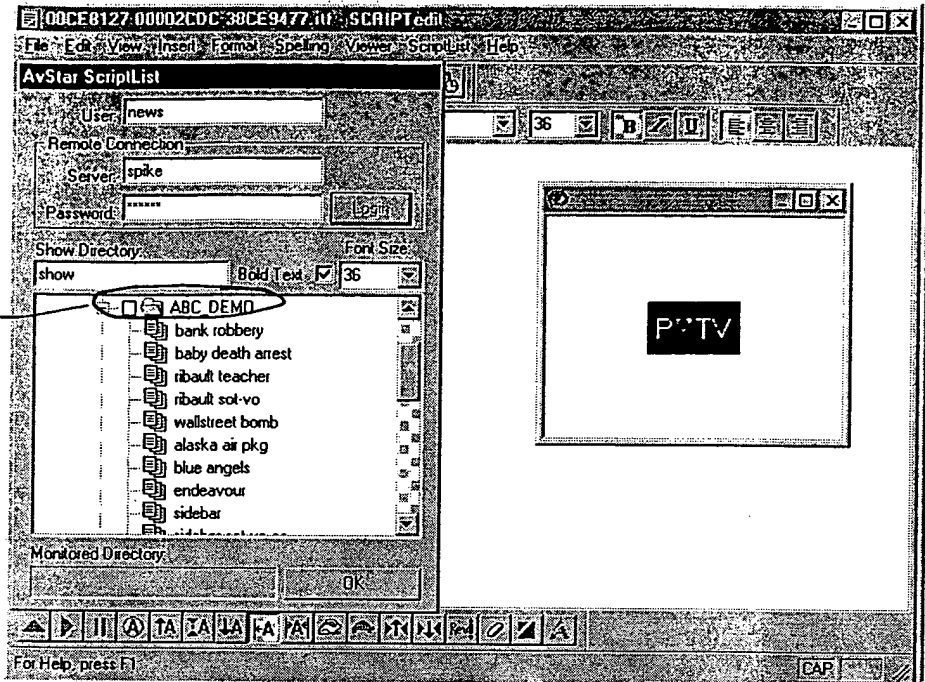 00CE8127:00002CDC:38CE9477.itf - SCRIPTedit
File Edit View Insert Format Spelling Viewer ScriptList Help
AvStar ScriptList
User: news
Remote Connection
Server: spike
Password: ******
Login
Show Directory:
Font Size:
show
Bold Text
36
ABC_DEMO
bank robbery
baby death arrest
ribault teacher
ribault sot-vo
wallstreet bomb
alaska air pkg
blue angels
endeavour
sidebar
Monitored Directory:
OK
36
B
U
For Help, press F1
CAP